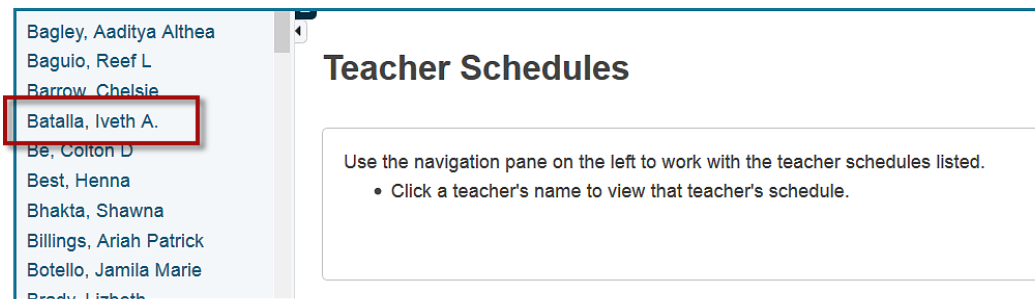 Bagley, Aaditya Althea
Baguio, Reef L
Barrow, Chelsie
Batalla, Iveth A.
Be, Colton D
Best, Henna
Bhakta, Shawna
Billings, Ariah Patrick
Botello, Jamila Marie
Brady, Lizbeth
Teacher Schedules
Use the navigation pane on the left to work with the teacher schedules listed.
• Click a teacher's name to view that teacher's schedule.